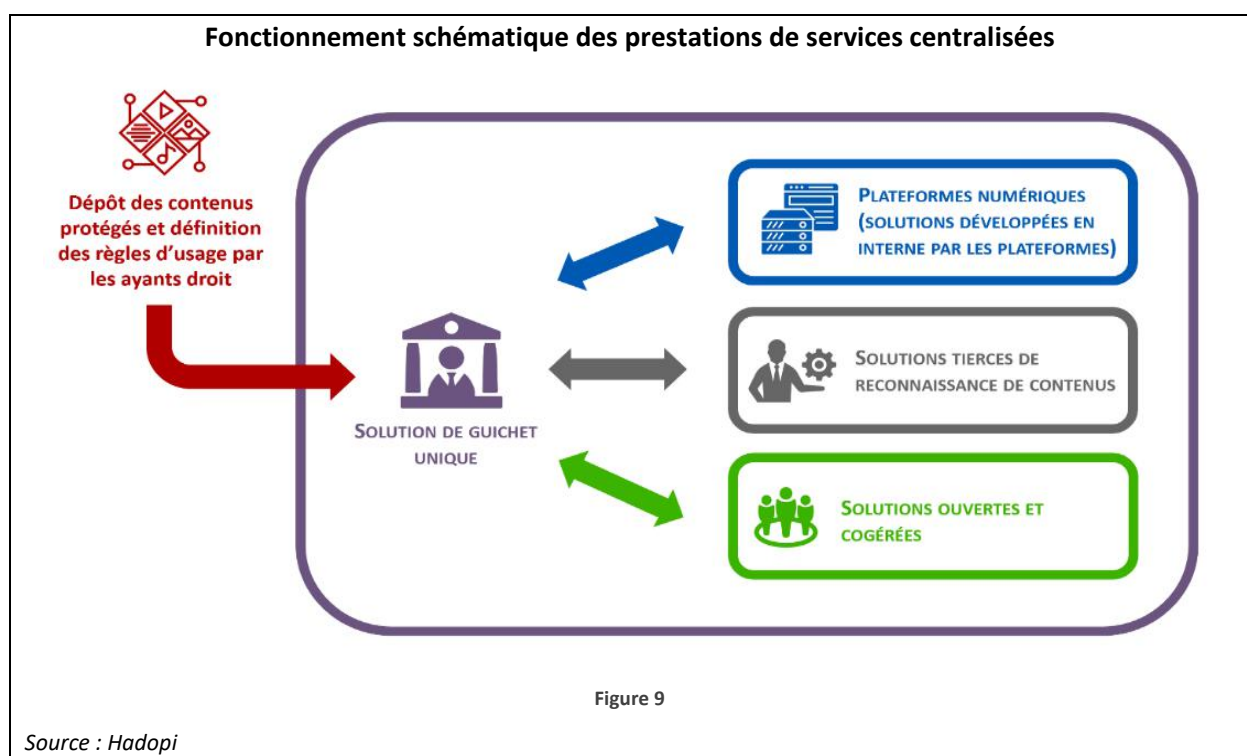 Fonctionnement schématique des prestations de services centralisées
Dépôt des contenus
protégés et définition
des règles d'usage par
les ayants droit
SOLUTION DE GUICHET
UNIQUE
PLATEFORMES NUMÉRIQUES
(SOLUTIONS DÉVELOPPÉES EN
INTERNE PAR LES PLATEFORMES)
SOLUTIONS TIERCES DE
RECONNAISSANCE DE CONTENUS
SOLUTIONS OUVERTES ET
COGÉRÉES
Figure 9
Source : Hadopi